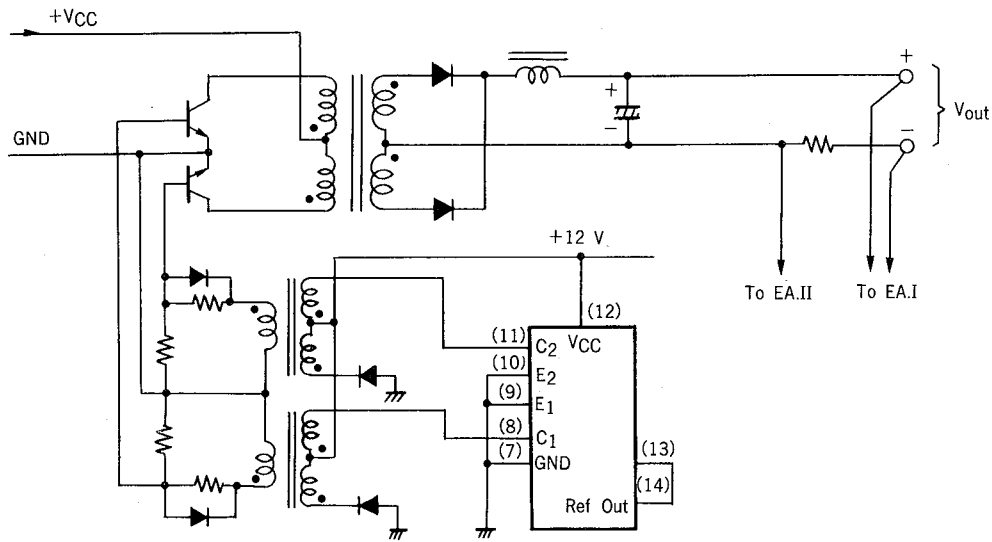 +VCC
GND
+
−
+
−
Vout
To EA.II
To EA.I
+12 V
(12)
VCC
(11)
C2
(10)
E2
(9)
E1
(8)
C1
(7)
GND
(13)
(14)
Ref Out